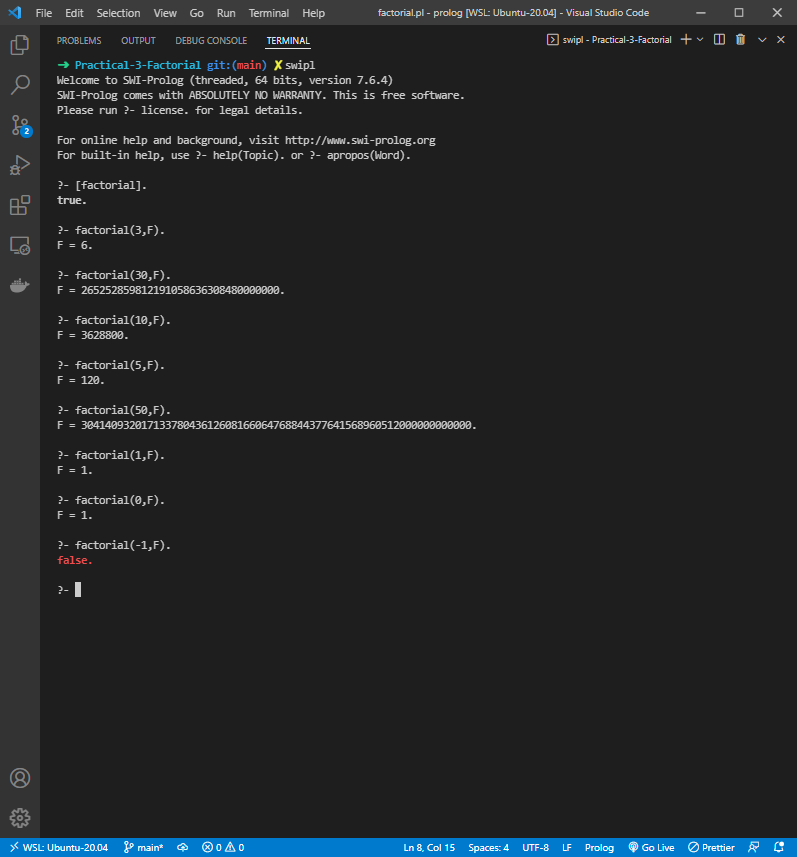 File Edit Selection View Go Run Terminal Help factorial.pl - prolog [WSL: Ubuntu-20.04] - Visual Studio Code
PROBLEMS OUTPUT DEBUG CONSOLE TERMINAL swipl - Practical-3-Factorial
➜ Practical-3-Factorial git:(main) ✗ swipl
Welcome to SWI-Prolog (threaded, 64 bits, version 7.6.4)
SWI-Prolog comes with ABSOLUTELY NO WARRANTY. This is free software.
Please run ?- license. for legal details.
For online help and background, visit http://www.swi-prolog.org
For built-in help, use ?- help(Topic). or ?- apropos(Word).
?- [factorial].
true.
?- factorial(3,F).
F = 6.
?- factorial(30,F).
F = 265252859812191058636308480000000.
?- factorial(10,F).
F = 3628800.
?- factorial(5,F).
F = 120.
?- factorial(50,F).
F = 30414093201713378043612608166064768844377641568960512000000000000.
?- factorial(1,F).
F = 1.
?- factorial(0,F).
F = 1.
?- factorial(-1,F).
false.
?-
2
WSL: Ubuntu-20.04 main* 0 0 Ln 8, Col 15 Spaces: 4 UTF-8 LF Prolog Go Live Prettier